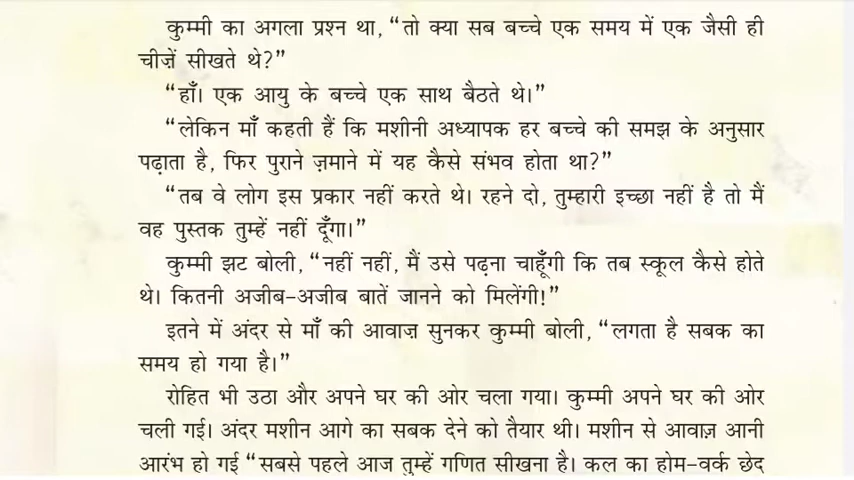 कुम्मी का अगला प्रश्न था, “तो क्या सब बच्चे एक समय में एक जैसी ही
चीज़ें सीखते थे?”
“हाँ। एक आयु के बच्चे एक साथ बैठते थे।”
“लेकिन माँ कहती हैं कि मशीनी अध्यापक हर बच्चे की समझ के अनुसार
पढ़ाता है, फिर पुराने ज़माने में यह कैसे संभव होता था?”
“तब वे लोग इस प्रकार नहीं करते थे। रहने दो, तुम्हारी इच्छा नहीं है तो मैं
वह पुस्तक तुम्हें नहीं दूँगा।”
कुम्मी झट बोली, “नहीं नहीं, मैं उसे पढ़ना चाहूँगी कि तब स्कूल कैसे होते
थे। कितनी अजीब-अजीब बातें जानने को मिलेंगी!”
इतने में अंदर से माँ की आवाज़ सुनकर कुम्मी बोली, “लगता है सबक का
समय हो गया है।”
रोहित भी उठा और अपने घर की ओर चला गया। कुम्मी अपने घर की ओर
चली गई। अंदर मशीन आगे का सबक देने को तैयार थी। मशीन से आवाज़ आनी
आरंभ हो गई “सबसे पहले आज तुम्हें गणित सीखना है। कल का होम-वर्क छेद